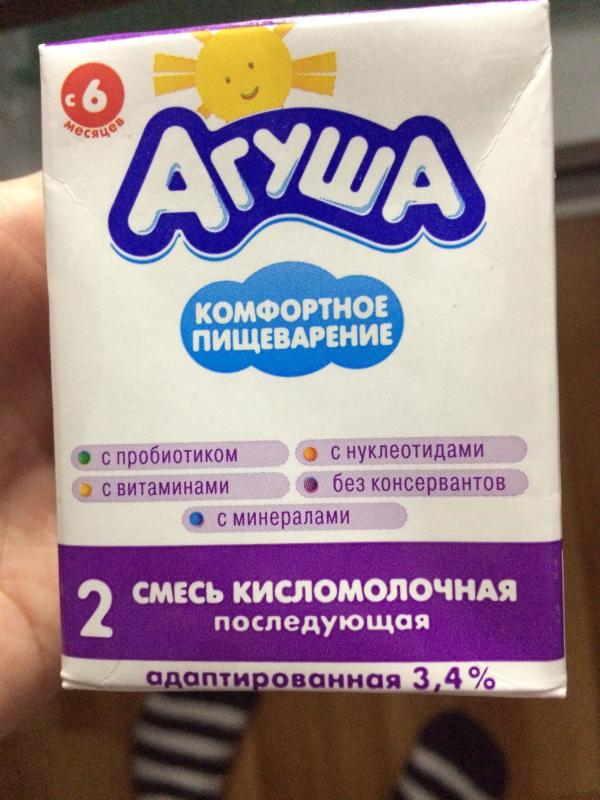 с 6
месяцев
АГУША
КОМФОРТНОЕ
ПИЩЕВАРЕНИЕ
с пробиотиком
с нуклеотидами
с витаминами
без консервантов
с минералами
2 СМЕСЬ КИСЛОМОЛОЧНАЯ
последующая
адаптированная 3,4%